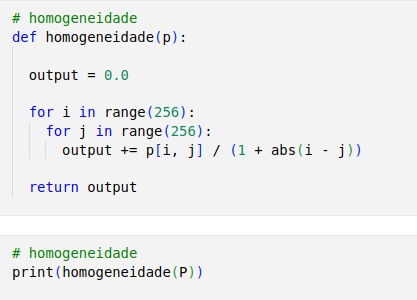 # homogeneidade
def homogeneidade(p):
output = 0.0
for i in range(256):
for j in range(256):
output += p[i, j] / (1 + abs(i - j))
return output
# homogeneidade
print(homogeneidade(P))